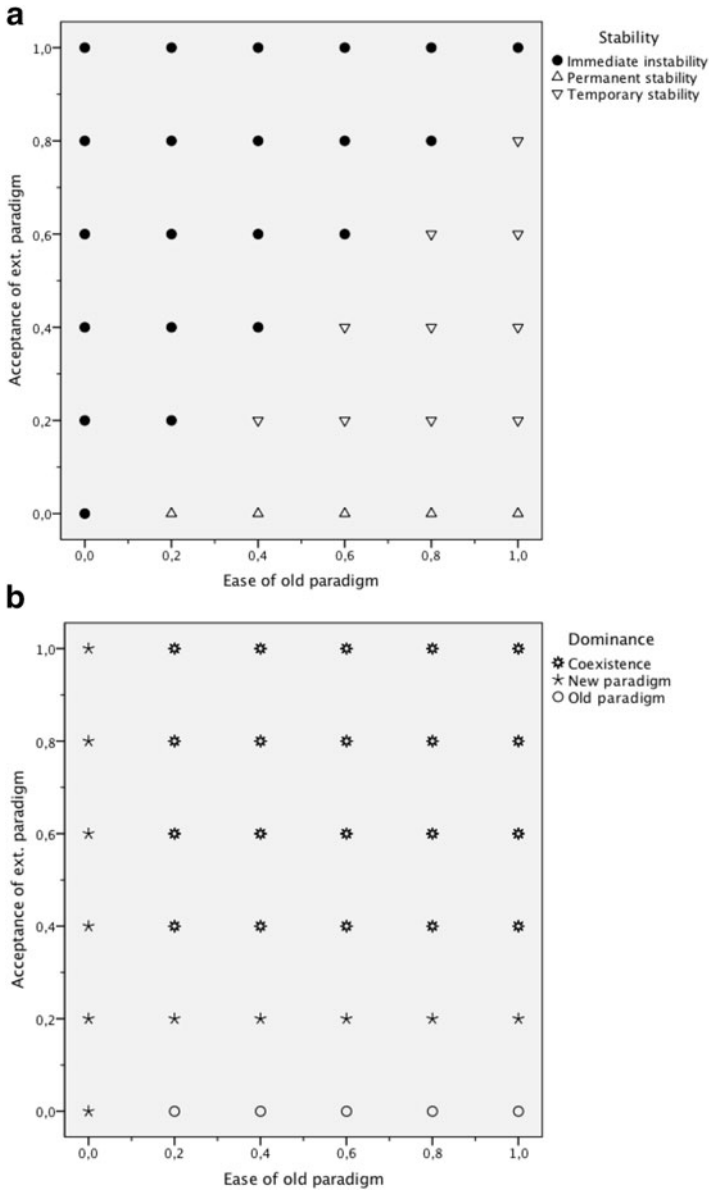 a
Stability
Immediate instability
Permanent stability
Temporary stability
Acceptance of ext. paradigm
1,0
0,8
0,6
0,4
0,2
0,0
0,0 0,2 0,4 0,6 0,8 1,0
Ease of old paradigm
b
Dominance
Coexistence
New paradigm
Old paradigm
Acceptance of ext. paradigm
1,0
0,8
0,6
0,4
0,2
0,0
0,0 0,2 0,4 0,6 0,8 1,0
Ease of old paradigm